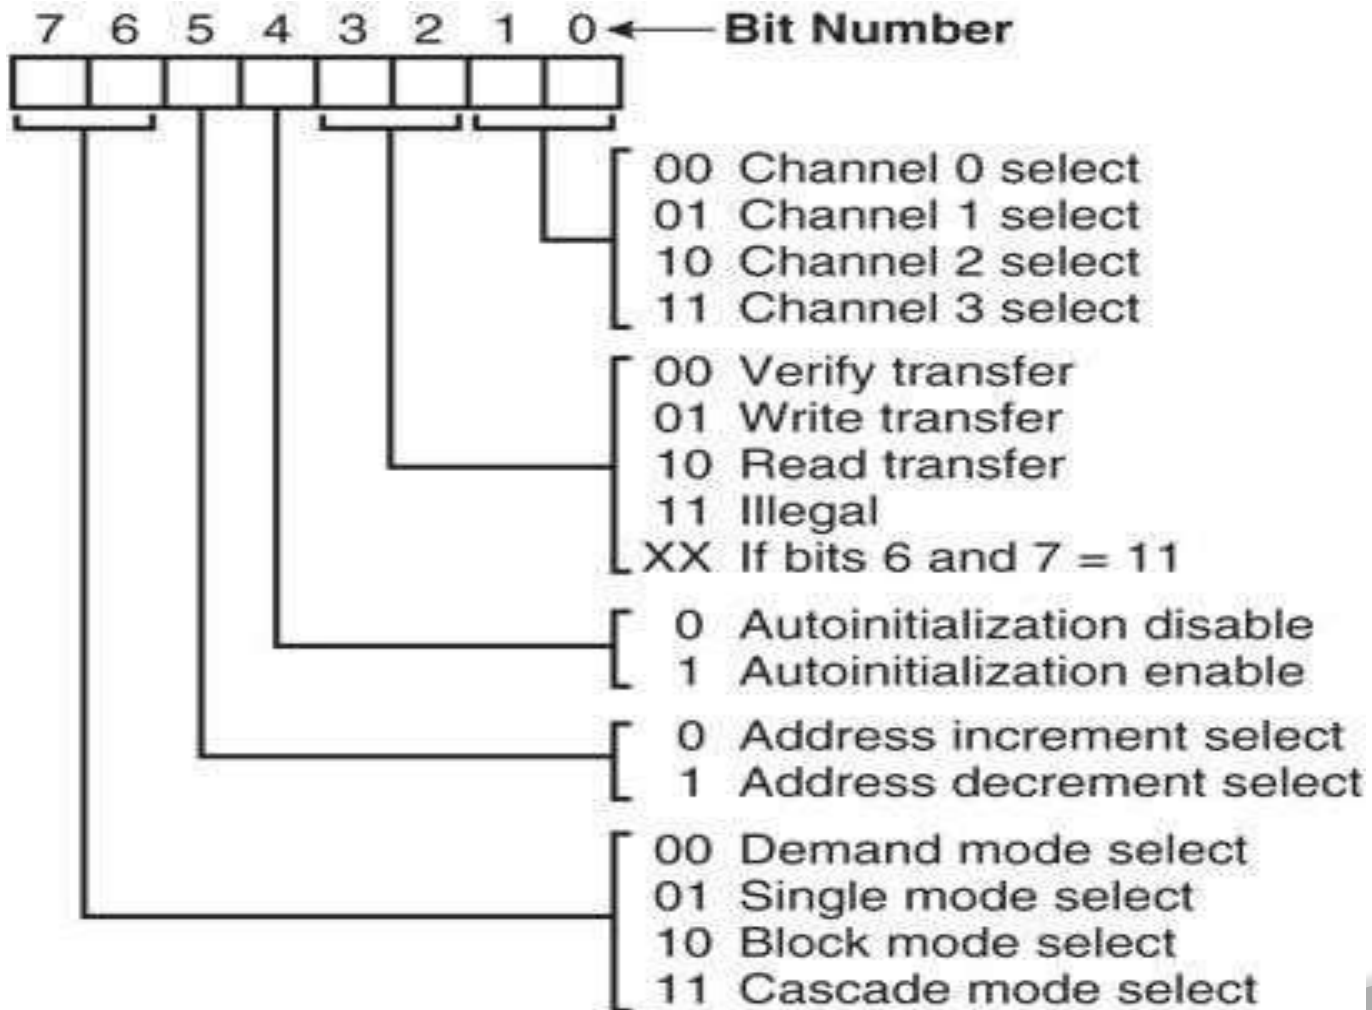 7 6 5 4 3 2 1 0 Bit Number
00 Channel 0 select
01 Channel 1 select
10 Channel 2 select
11 Channel 3 select
00 Verify transfer
01 Write transfer
10 Read transfer
11 Illegal
XX If bits 6 and 7 = 11
0 Autoinitialization disable
1 Autoinitialization enable
0 Address increment select
1 Address decrement select
00 Demand mode select
01 Single mode select
10 Block mode select
11 Cascade mode select